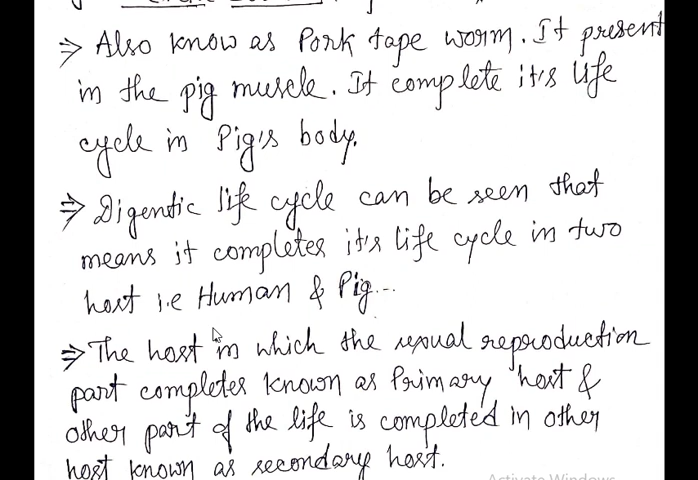 ⇒ Also know as Pork tape worm. It present
in the pig muscle. It complete it's life
cycle in Pig's body.
⇒ Digentic life cycle can be seen that
means it completes it's life cycle in two
host i.e Human & Pig...
⇒ The host in which the sexual reproduction
part completes known as Primary host &
other part of the life is completed in other
host known as secondary host.
Activate Windows